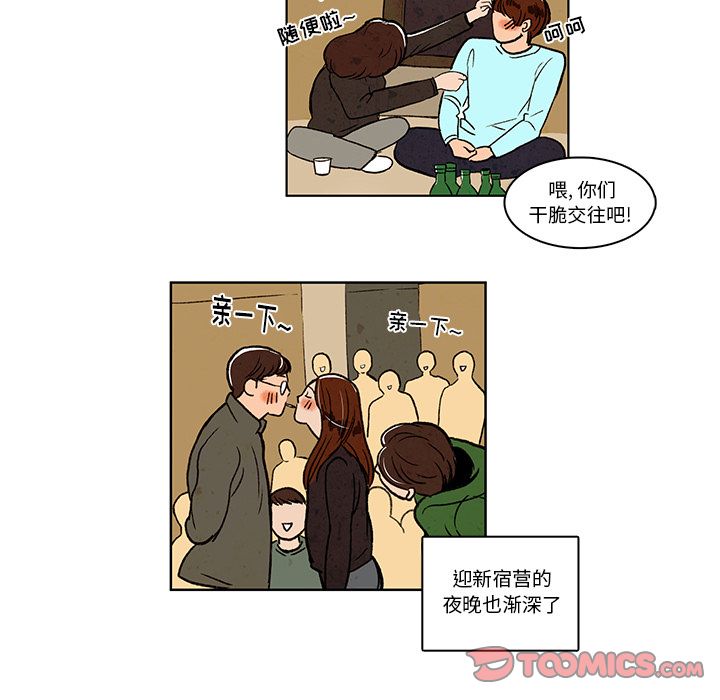 随便啦~
呵呵
喂, 你们
干脆交往吧!
亲一下~
亲一下~
迎新宿营的
夜晚也渐深了
TOOMICS.COM